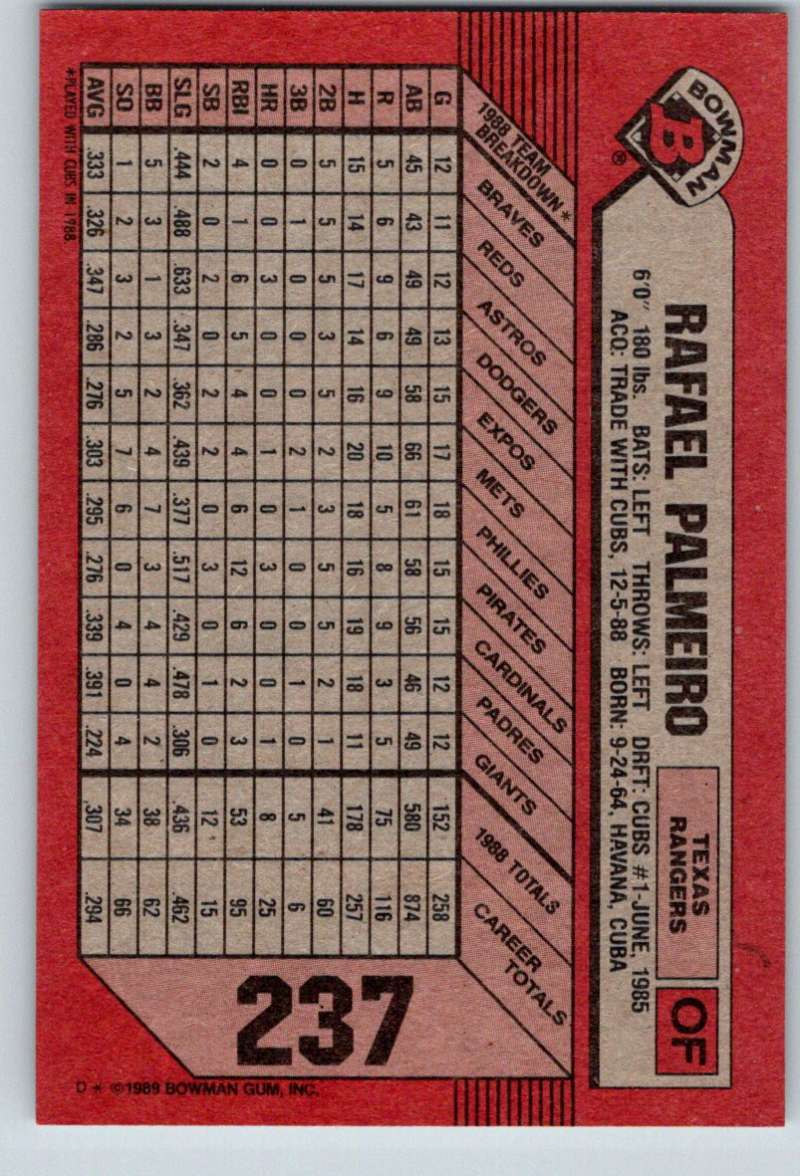 BOWMAN
B
®
RAFAEL PALMEIRO
TEXAS
RANGERS
OF
6'0" 180 lbs. BATS: LEFT THROWS: LEFT DRFT: CUBS #1-JUNE, 1985
ACQ: TRADE WITH CUBS, 12-5-88 BORN: 9-24-64, HAVANA, CUBA
1988 TEAM BREAKDOWN* BRAVES REDS ASTROS DODGERS EXPOS METS PHILLIES PIRATES CARDINALS PADRES GIANTS 1988 TOTALS CAREER TOTALS
G 12 11 12 13 15 17 18 15 15 12 12 152 258
AB 45 43 49 49 58 66 61 58 56 46 49 580 874
R 5 6 9 6 9 10 5 8 9 3 5 75 116
H 15 14 17 14 16 20 18 16 19 18 11 178 257
2B 5 5 5 3 5 2 3 5 5 2 1 41 60
3B 0 1 0 0 0 2 1 0 0 1 0 5 6
HR 0 0 3 0 0 1 0 3 0 0 1 8 25
RBI 4 1 6 5 4 4 6 12 6 2 3 53 95
SB 2 0 2 0 2 2 0 3 0 1 0 12 15
SLG .444 .488 .633 .347 .362 .439 .377 .517 .429 .478 .306 .436 .462
BB 5 3 1 3 2 4 7 3 4 4 2 38 62
SO 1 2 3 2 5 7 6 0 4 0 4 34 66
AVG .333 .326 .347 .286 .276 .303 .295 .276 .339 .391 .224 .307 .294
*PLAYED WITH CUBS IN 1988
237
D * ©1989 BOWMAN GUM, INC.